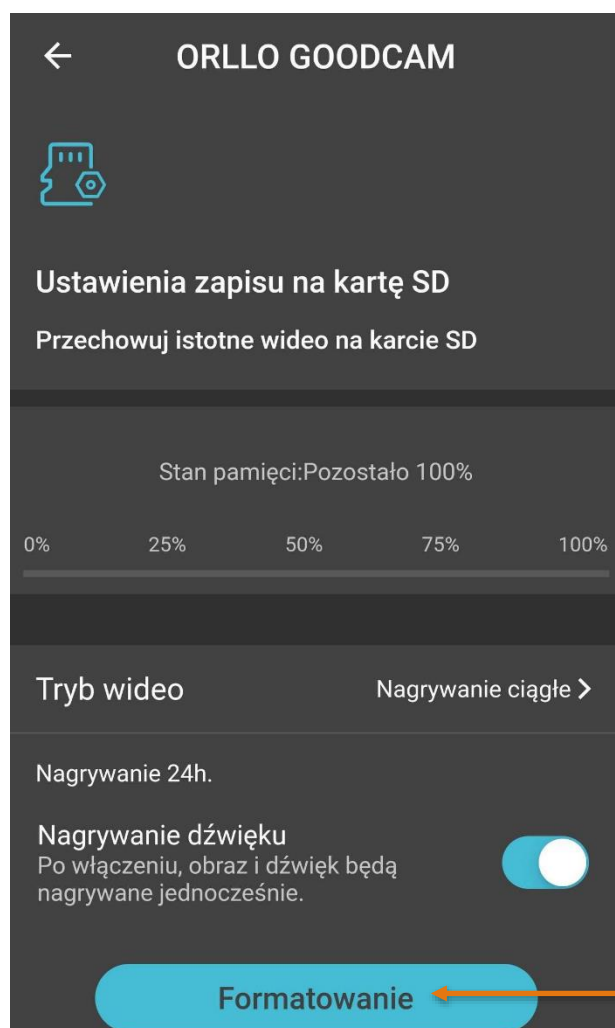 ORLLO GOODCAM
Ustawienia zapisu na kartę SD
Przechowuj istotne wideo na karcie SD
Stan pamięci:Pozostało 100%
0% 25% 50% 75% 100%
Tryb wideo Nagrywanie ciągłe
Nagrywanie 24h.
Nagrywanie dźwięku
Po włączeniu, obraz i dźwięk będą
nagrywane jednocześnie.
Formatowanie